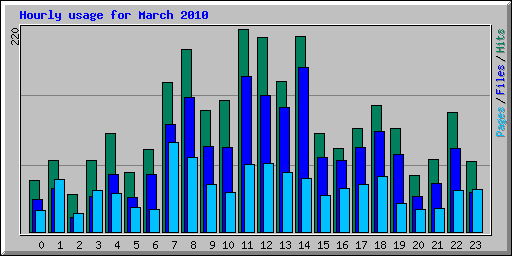 Hourly usage for March 2010
220
Pages / Files / Hits
0 1 2 3 4 5 6 7 8 9 10 11 12 13 14 15 16 17 18 19 20 21 22 23